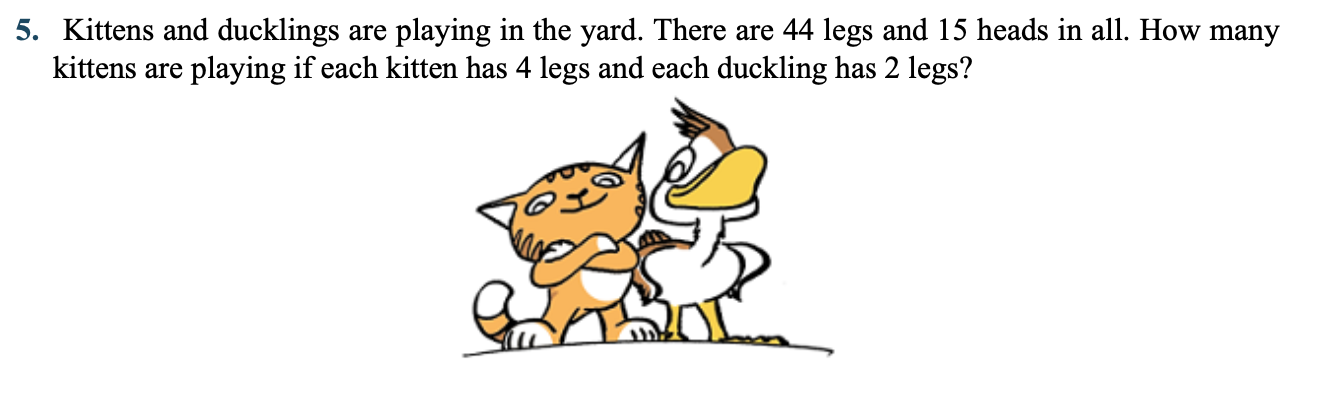 5. Kittens and ducklings are playing in the yard. There are 44 legs and 15 heads in all. How many
kittens are playing if each kitten has 4 legs and each duckling has 2 legs?